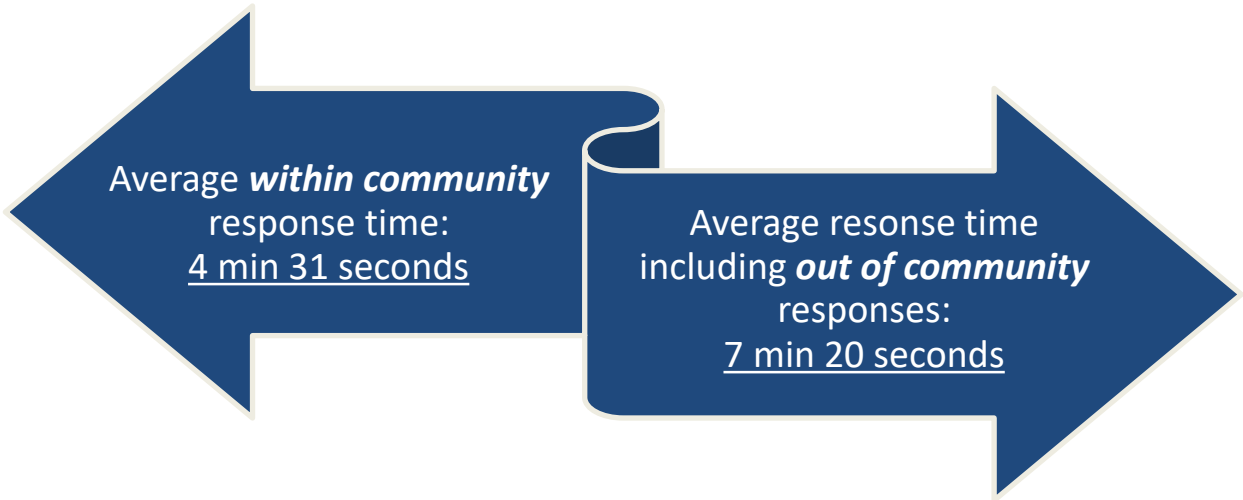 Average within community
response time:
4 min 31 seconds
Average resonse time
including out of community
responses:
7 min 20 seconds